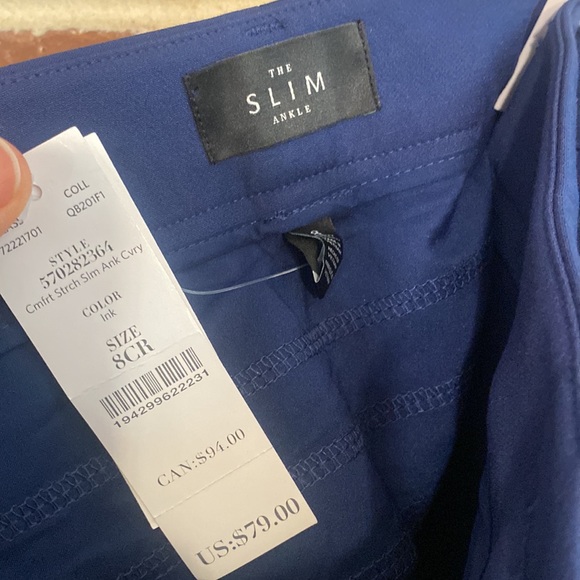 THE
SLIM
ANKLE
COLL
72221701
Q8201F1
STYLE
570282364
Cmfrt Strch Slm Ank Cvry
COLOR
Ink
SIZE
8CR
194299622231
CAN:$94.00
US:$79.00